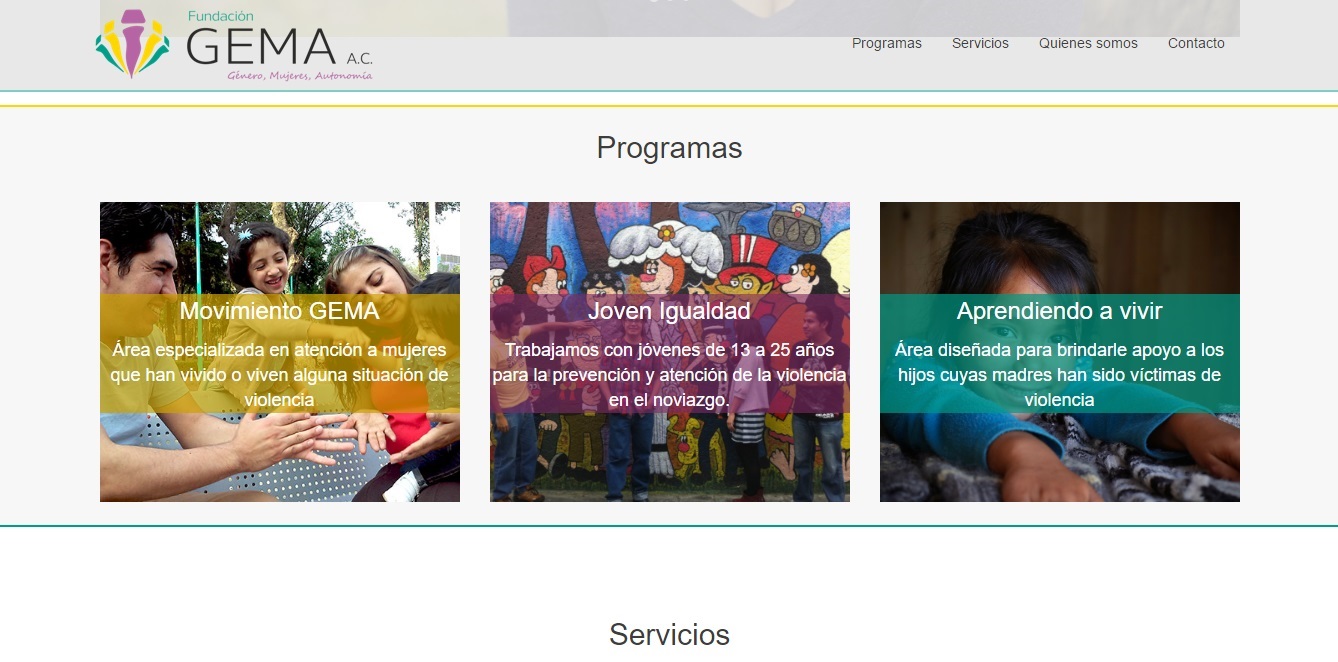 Fundación
GEMA A.C.
Género, Mujeres, Autonomía
Programas Servicios Quienes somos Contacto
Programas
Movimiento GEMA
Área especializada en atención a mujeres
que han vivido o viven alguna situación de
violencia
Joven Igualdad
Trabajamos con jóvenes de 13 a 25 años
para la prevención y atención de la violencia
en el noviazgo.
Aprendiendo a vivir
Área diseñada para brindarle apoyo a los
hijos cuyas madres han sido víctimas de
violencia
Servicios